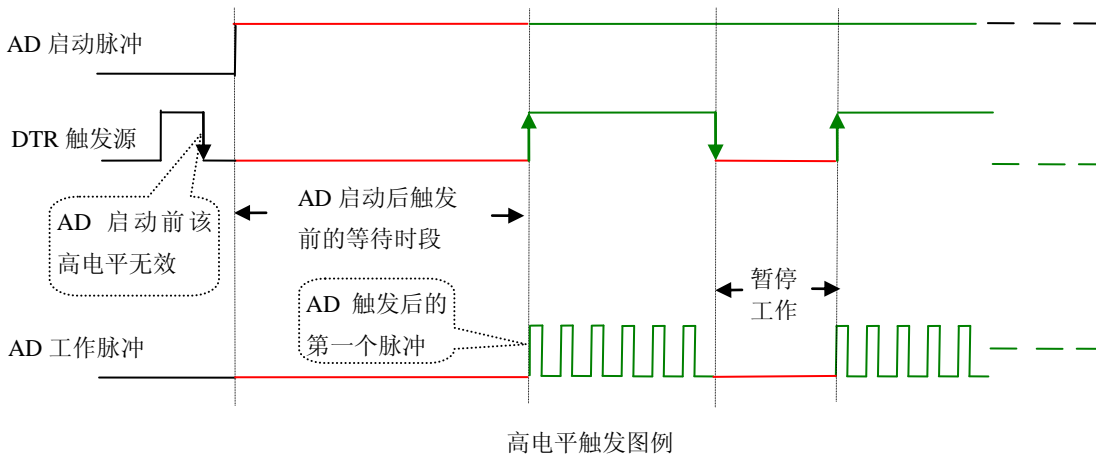 AD 启动脉冲
DTR 触发源
AD 启动前该
高电平无效
AD 启动后触发
前的等待时段
AD 触发后的
第一个脉冲
暂停
工作
AD 工作脉冲
高电平触发图例